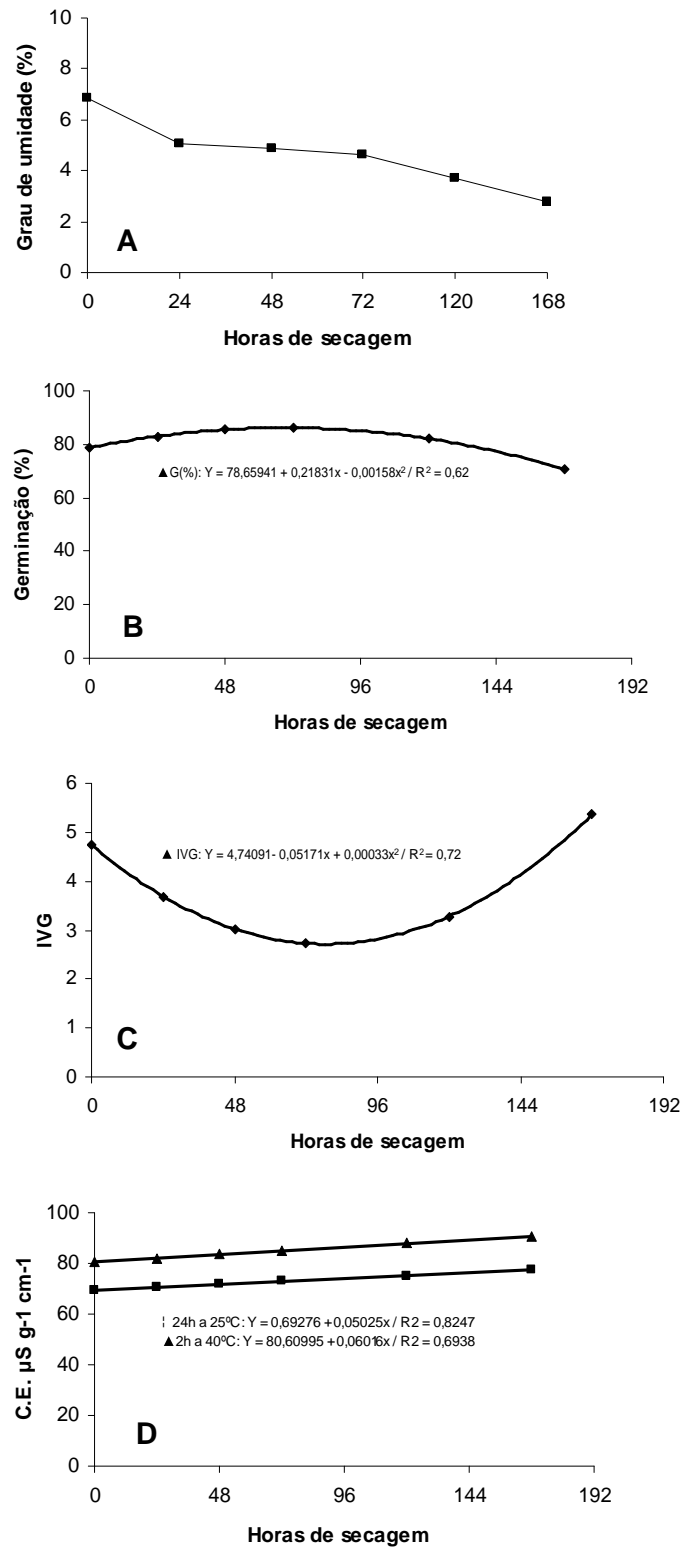 10
8
6
4
2
0
Grau de umidade (%)
A
0 24 48 72 120 168
Horas de secagem
100
80
60
40
20
0
Germinação (%)
▲ G(%): Y = 78,65941 + 0,21831x - 0,00158x² / R² = 0,62
B
0 48 96 144 192
Horas de secagem
6
5
4
3
2
1
0
IVG
▲ IVG: Y = 4,74091- 0,05171x + 0,00033x² / R² = 0,72
C
0 48 96 144 192
Horas de secagem
100
80
60
40
20
0
C.E. µS g-1 cm-1
¦ 24h a 25ºC: Y = 0,69276 + 0,05025x / R2 = 0,8247
▲ 2h a 40ºC: Y = 80,60995 + 0,06016x / R2 = 0,6938
D
0 48 96 144 192
Horas de secagem